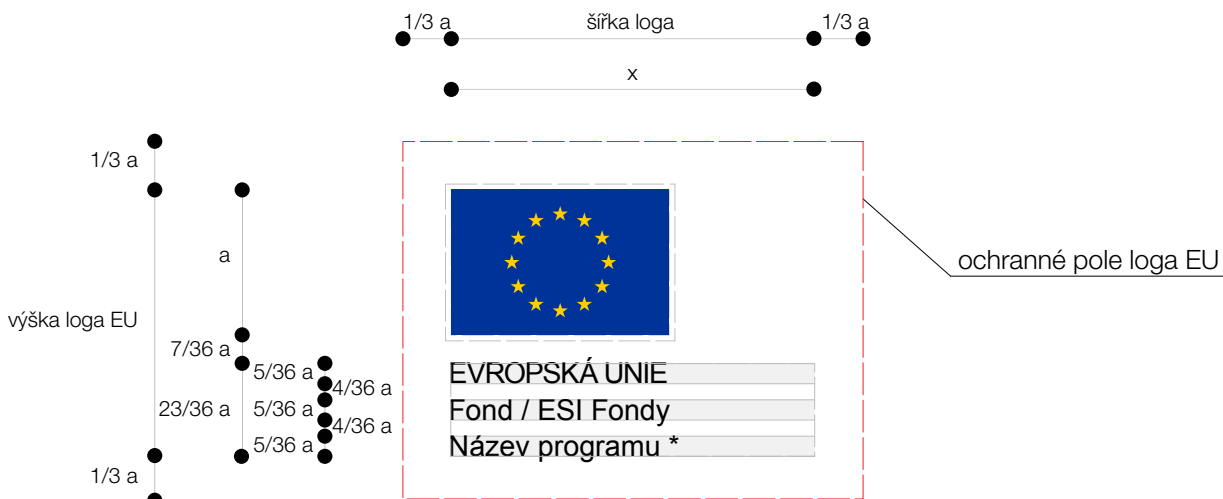 1/3 a
šířka loga
1/3 a
x
1/3 a
a
výška loga EU
7/36 a
23/36 a
1/3 a
5/36 a
4/36 a
5/36 a
4/36 a
5/36 a
EVROPSKÁ UNIE
Fond / ESI Fondy
Název programu *
ochranné pole loga EU